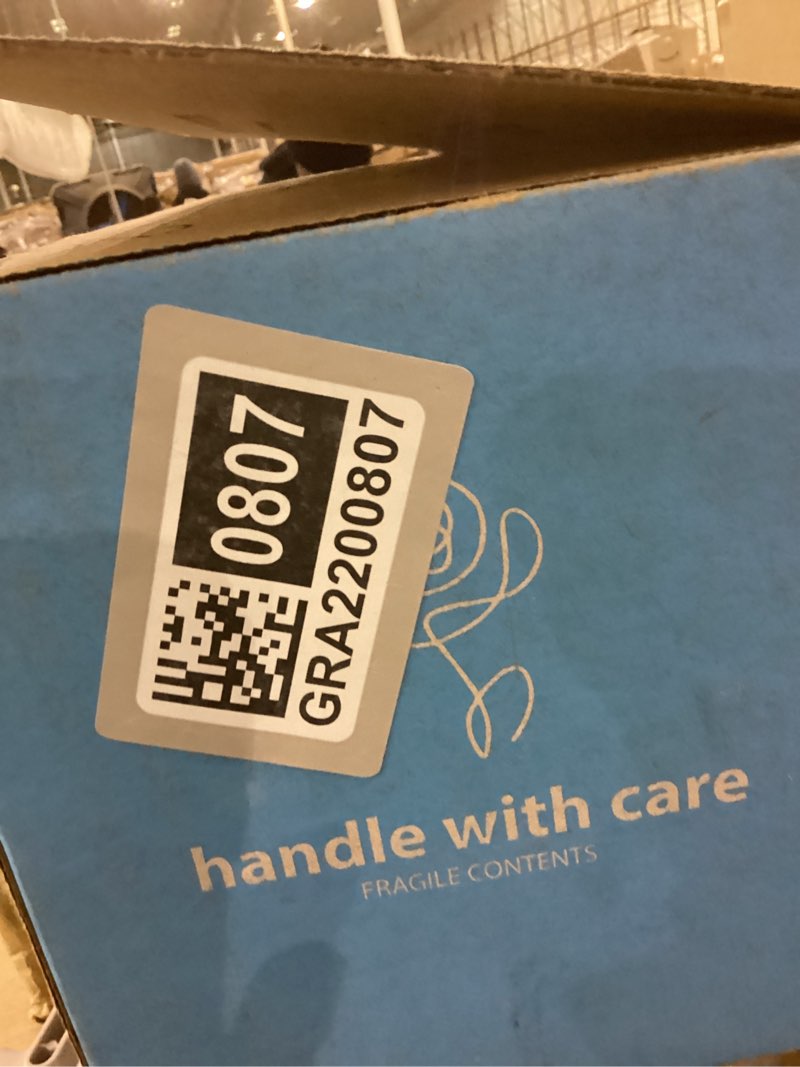 0807
GRA2200807
handle with care
FRAGILE CONTENTS